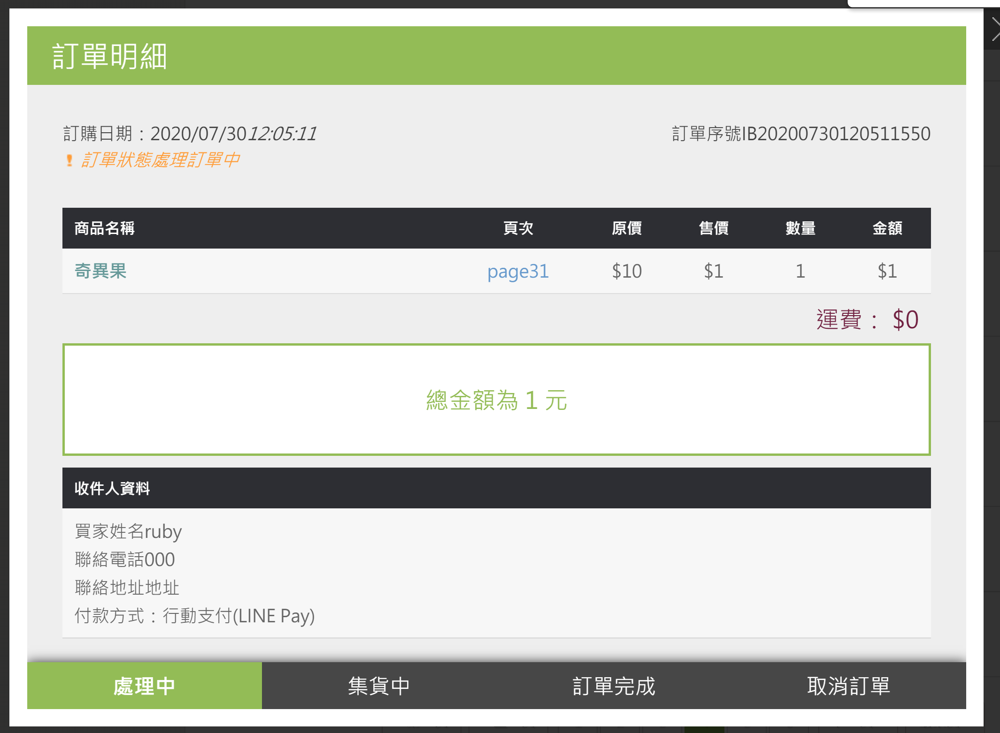 訂單明細
訂購日期：2020/07/30 12:05:11
訂單序號IB20200730120511550
訂單狀態處理訂單中
商品名稱 頁次 原價 售價 數量 金額
奇異果 page31 $10 $1 1 $1
運費： $0
總金額為 1 元
收件人資料
買家姓名ruby
聯絡電話000
聯絡地址地址
付款方式：行動支付(LINE Pay)
處理中 集貨中 訂單完成 取消訂單